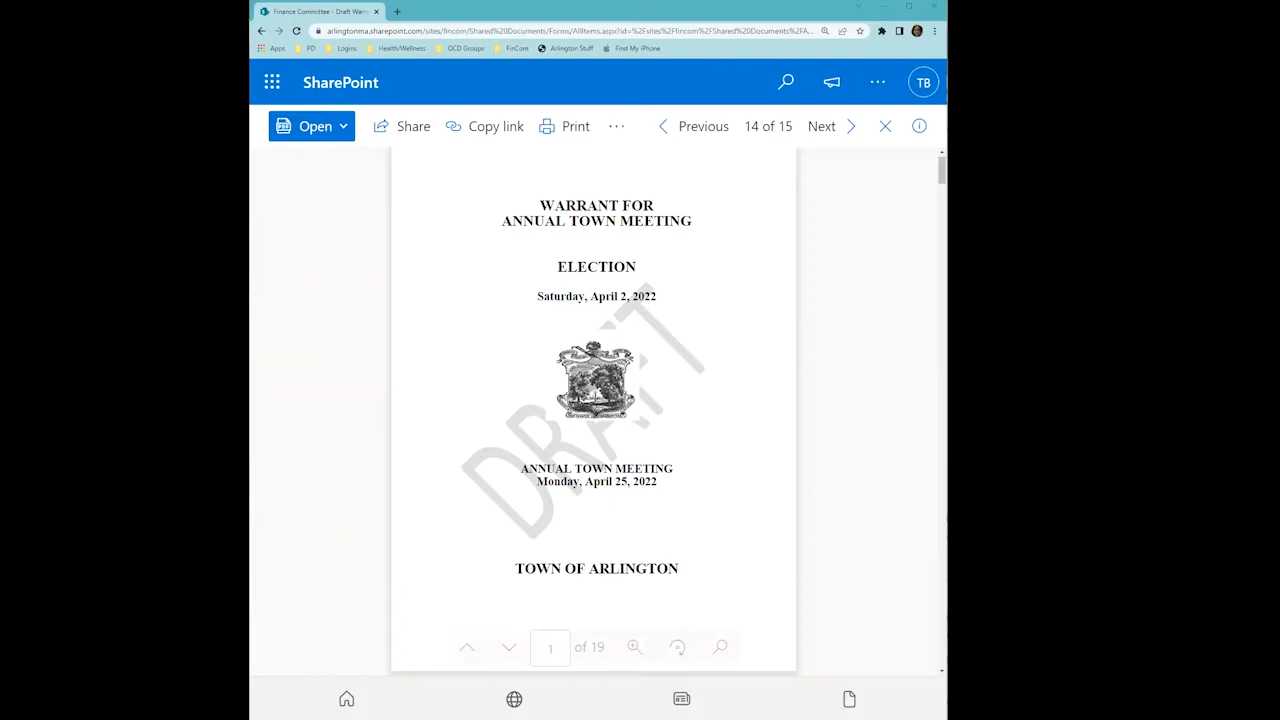 Finance Committee - Draft Warr
arlingtonma.sharepoint.com/sites/fincom/Shared%20Documents/Forms/AllItems.aspx?id=%2Fsites%2Ffincom%2FShared%20Documents%2FA...
Apps PD Logins Health/Wellness OCD Groups FinCom Arlington Stuff Find My iPhone
SharePoint
TB
Open Share Copy link Print ... Previous 14 of 15 Next
WARRANT FOR
ANNUAL TOWN MEETING
ELECTION
Saturday, April 2, 2022
DRAFT
ANNUAL TOWN MEETING
Monday, April 25, 2022
TOWN OF ARLINGTON
1 of 19